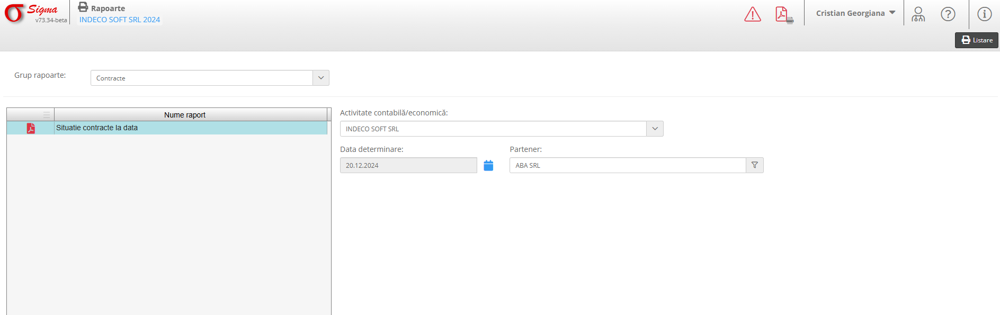 Sigma
v73.34-beta
Rapoarte
INDECO SOFT SRL 2024
Cristian Georgiana
Listare
Grup rapoarte:
Contracte
Nume raport
Situatie contracte la data
Activitate contabilă/economică:
INDECO SOFT SRL
Data determinare:
Partener:
20.12.2024
ABA SRL